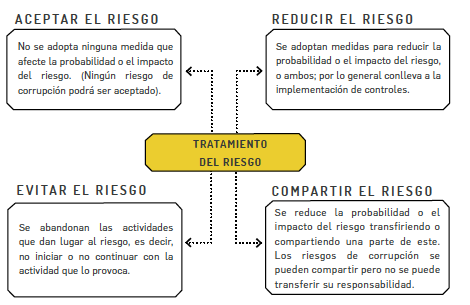 ACEPTAR EL RIESGO
No se adopta ninguna medida que
afecte la probabilidad o el impacto
del riesgo. (Ningún riesgo de
corrupción podrá ser aceptado).
REDUCIR EL RIESGO
Se adoptan medidas para reducir la
probabilidad o el impacto del riesgo,
o ambos; por lo general conlleva a la
implementación de controles.
TRATAMIENTO
DEL RIESGO
EVITAR EL RIESGO
Se abandonan las actividades
que dan lugar al riesgo, es decir,
no iniciar o no continuar con la
actividad que lo provoca.
COMPARTIR EL RIESGO
Se reduce la probabilidad o el
impacto del riesgo transfiriendo o
compartiendo una parte de este.
Los riesgos de corrupción se
pueden compartir pero no se puede
transferir su responsabilidad.